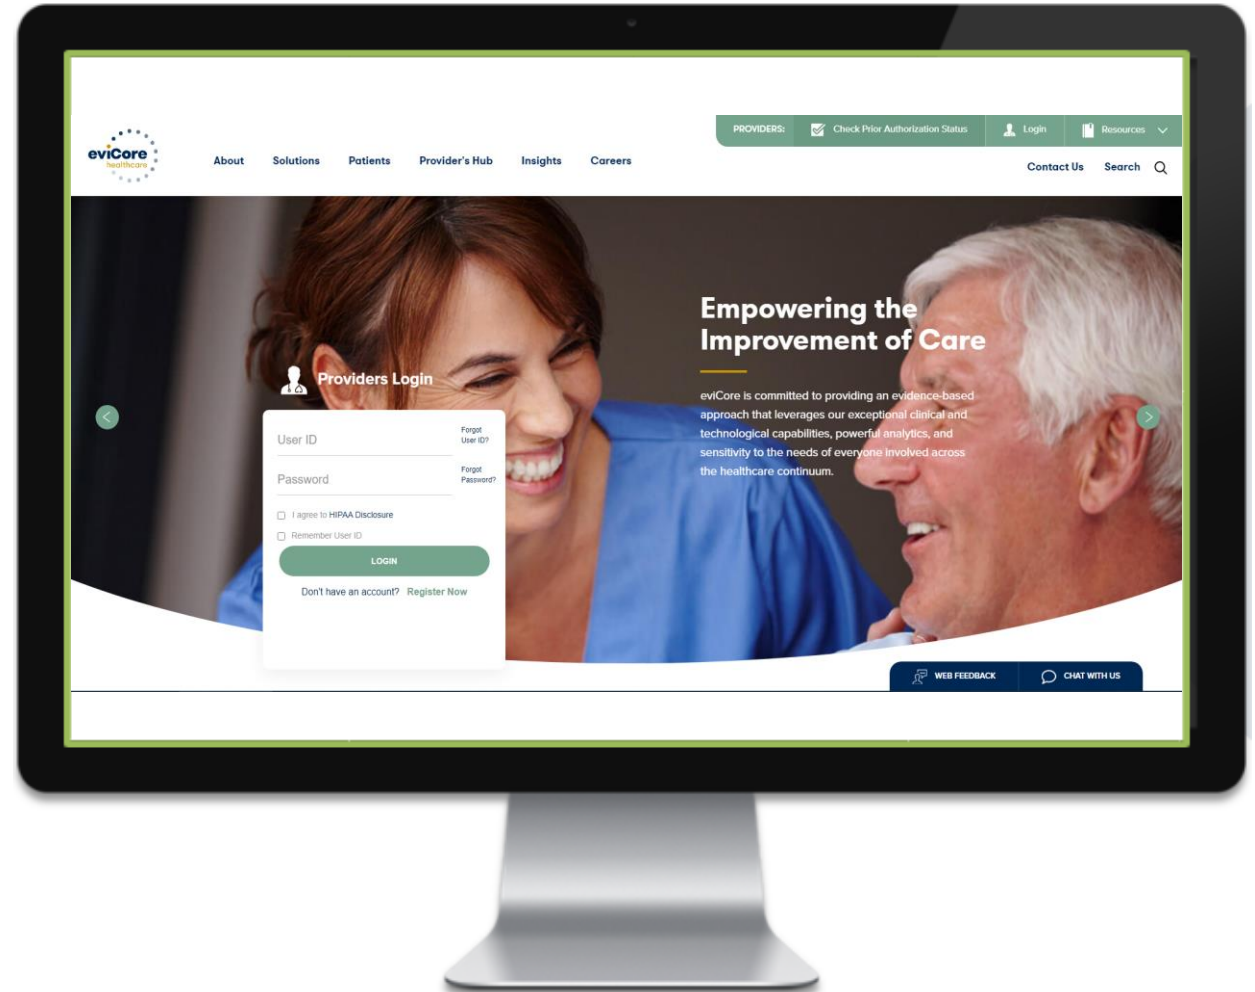 PROVIDERS: Check Prior Authorization Status Login Resources
eviCore
healthcare
About Solutions Patients Provider's Hub Insights Careers
Contact Us Search
Empowering the
Improvement of Care
eviCore is committed to providing an evidence-based
approach that leverages our exceptional clinical and
technological capabilities, powerful analytics, and
sensitivity to the needs of everyone involved across
the healthcare continuum.
Providers Login
User ID
Forgot
User ID?
Password
Forgot
Password?
I agree to HIPAA Disclosure
Remember User ID
LOGIN
Don't have an account? Register Now
WEB FEEDBACK CHAT WITH US